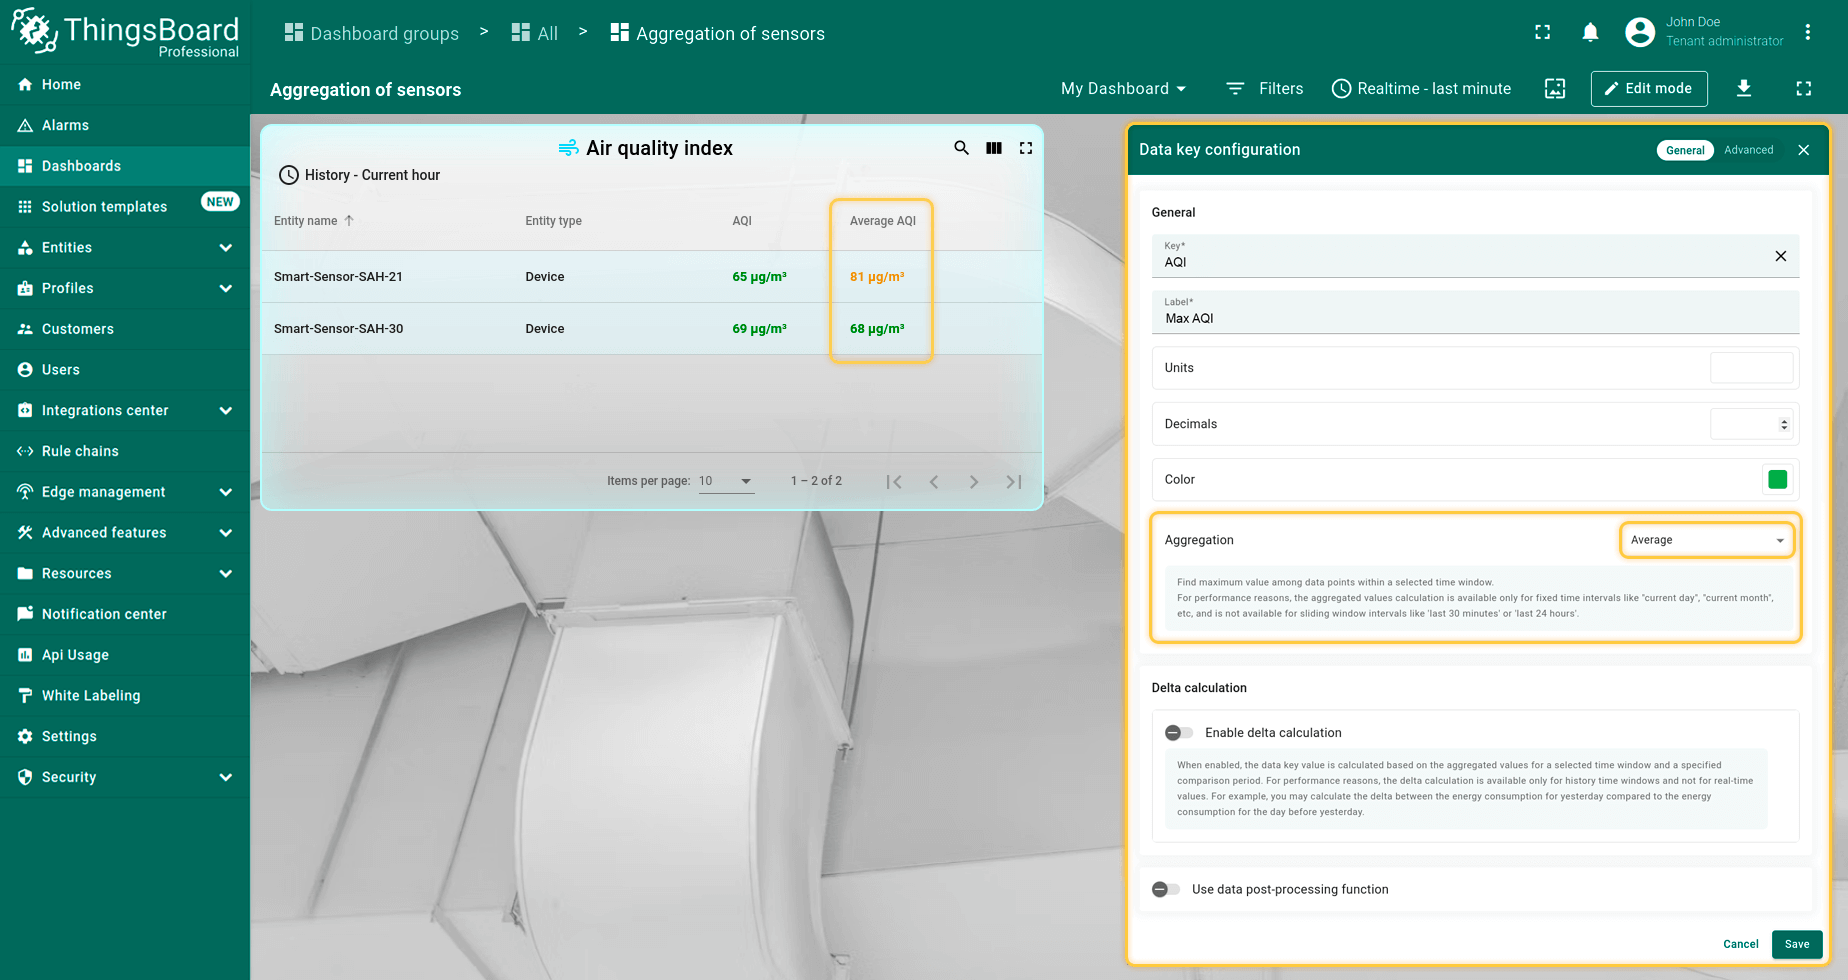 ThingsBoard
Professional
Dashboard groups > All > Aggregation of sensors
John Doe
Tenant administrator
Home
Alarms
Dashboards
Solution templates NEW
Entities
Profiles
Customers
Users
Integrations center
Rule chains
Edge management
Advanced features
Resources
Notification center
Api Usage
White Labeling
Settings
Security
Aggregation of sensors
My Dashboard
Filters
Realtime - last minute
Edit mode
Air quality index
History - Current hour
Entity name Entity type AQI Average AQI
Smart-Sensor-SAH-21 Device 65 µg/m³ 81 µg/m³
Smart-Sensor-SAH-30 Device 69 µg/m³ 68 µg/m³
Items per page: 10 1 – 2 of 2
Data key configuration
General Advanced
General
Key*
AQI
Label*
Max AQI
Units
Decimals
Color
Aggregation Average
Find maximum value among data points within a selected time window.
For performance reasons, the aggregated values calculation is available only for fixed time intervals like "current day", "current month",
etc, and is not available for sliding window intervals like 'last 30 minutes' or 'last 24 hours'.
Delta calculation
Enable delta calculation
When enabled, the data key value is calculated based on the aggregated values for a selected time window and a specified
comparison period. For performance reasons, the delta calculation is available only for history time windows and not for real-time
values. For example, you may calculate the delta between the energy consumption for yesterday compared to the energy
consumption for the day before yesterday.
Use data post-processing function
Cancel Save